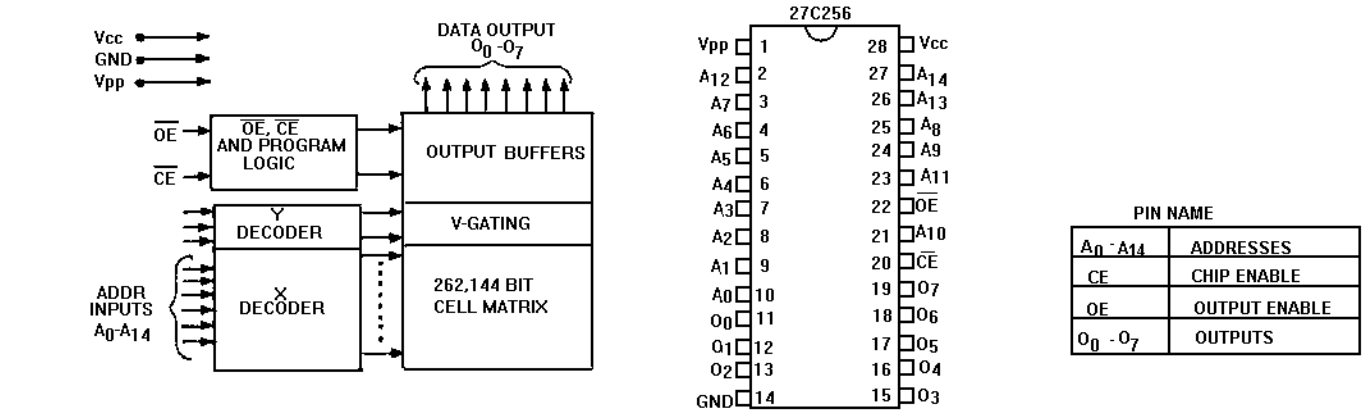 Vcc
GND
Vpp
DATA OUTPUT
O0 -O7
OE
CE
OE, CE
AND PROGRAM
LOGIC
OUTPUT BUFFERS
Y
DECODER
V-GATING
ADDR
INPUTS
A0-A14
X
DECODER
262,144 BIT
CELL MATRIX
27C256
Vpp 1 28 Vcc
A12 2 27 A14
A7 3 26 A13
A6 4 25 A8
A5 5 24 A9
A4 6 23 A11
A3 7 22 OE
A2 8 21 A10
A1 9 20 CE
A0 10 19 O7
O0 11 18 O6
O1 12 17 O5
O2 13 16 O4
GND 14 15 O3
PIN NAME
A0 - A14 ADDRESSES
CE CHIP ENABLE
OE OUTPUT ENABLE
O0 - O7 OUTPUTS